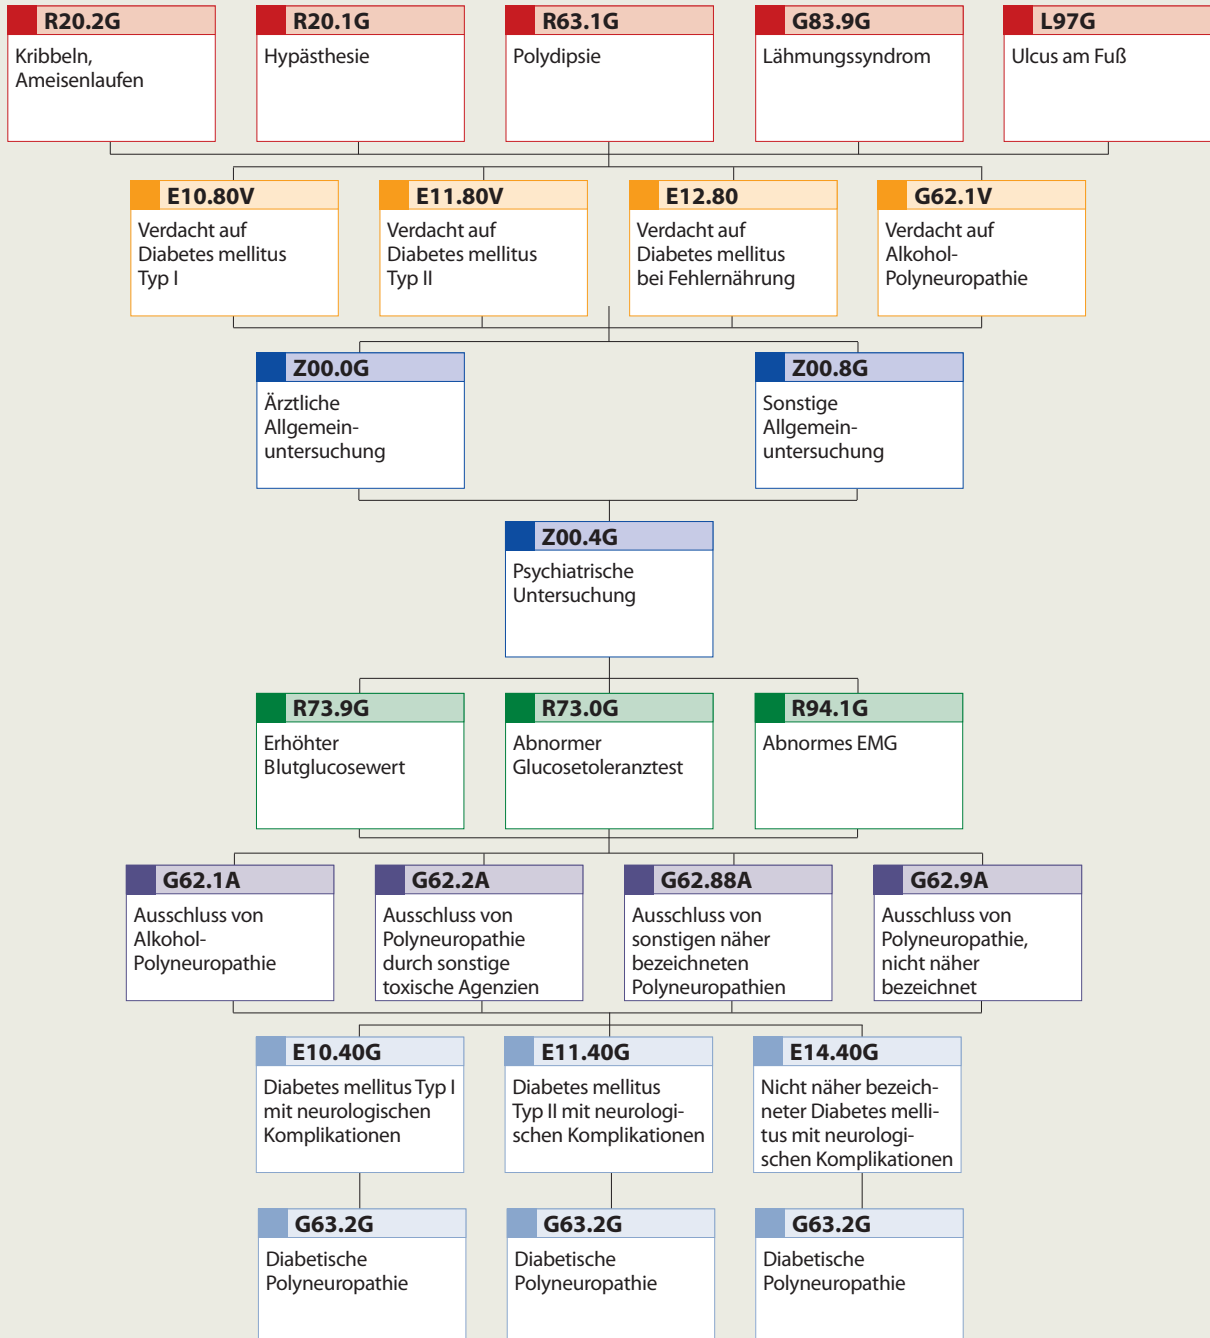 R20.2G
Kribbeln,
Ameisenlaufen
R20.1G
Hypästhesie
R63.1G
Polydipsie
G83.9G
Lähmungssyndrom
L97G
Ulcus am Fuß
E10.80V
Verdacht auf
Diabetes mellitus
Typ I
E11.80V
Verdacht auf
Diabetes mellitus
Typ II
E12.80
Verdacht auf
Diabetes mellitus
bei Fehlernährung
G62.1V
Verdacht auf
Alkohol-
Polyneuropathie
Z00.0G
Ärztliche
Allgemein-
untersuchung
Z00.8G
Sonstige
Allgemein-
untersuchung
Z00.4G
Psychiatrische
Untersuchung
R73.9G
Erhöhter
Blutglucosewert
R73.0G
Abnormer
Glucosetoleranztest
R94.1G
Abnormes EMG
G62.1A
Ausschluss von
Alkohol-
Polyneuropathie
G62.2A
Ausschluss von
Polyneuropathie
durch sonstige
toxische Agenzien
G62.88A
Ausschluss von
sonstigen näher
bezeichneten
Polyneuropathien
G62.9A
Ausschluss von
Polyneuropathie,
nicht näher
bezeichnet
E10.40G
Diabetes mellitus Typ I
mit neurologischen
Komplikationen
E11.40G
Diabetes mellitus
Typ II mit neurologi-
schen Komplikationen
E14.40G
Nicht näher bezeich-
neter Diabetes melli-
tus mit neurologi-
schen Komplikationen
G63.2G
Diabetische
Polyneuropathie
G63.2G
Diabetische
Polyneuropathie
G63.2G
Diabetische
Polyneuropathie